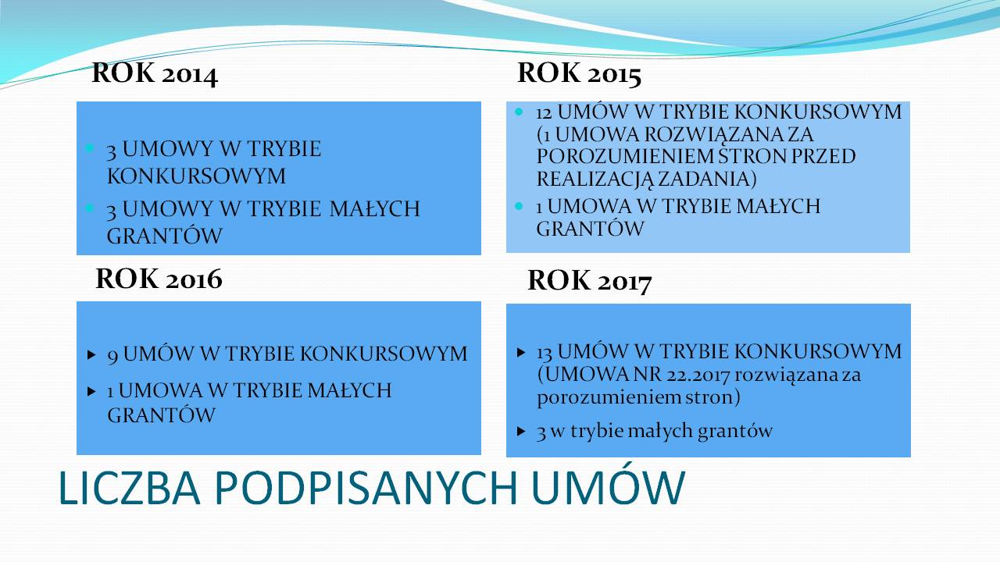 ROK 2014
3 UMOWY W TRYBIE
KONKURSOWYM
3 UMOWY W TRYBIE MAŁYCH
GRANTÓW
ROK 2015
12 UMÓW W TRYBIE KONKURSOWYM
(1 UMOWA ROZWIĄZANA ZA
POROZUMIENIEM STRON PRZED
REALIZACJĄ ZADANIA)
1 UMOWA W TRYBIE MAŁYCH
GRANTÓW
ROK 2016
9 UMÓW W TRYBIE KONKURSOWYM
1 UMOWA W TRYBIE MAŁYCH
GRANTÓW
ROK 2017
13 UMÓW W TRYBIE KONKURSOWYM
(UMOWA NR 22.2017 rozwiązana za
porozumieniem stron)
3 w trybie małych grantów
LICZBA PODPISANYCH UMÓW